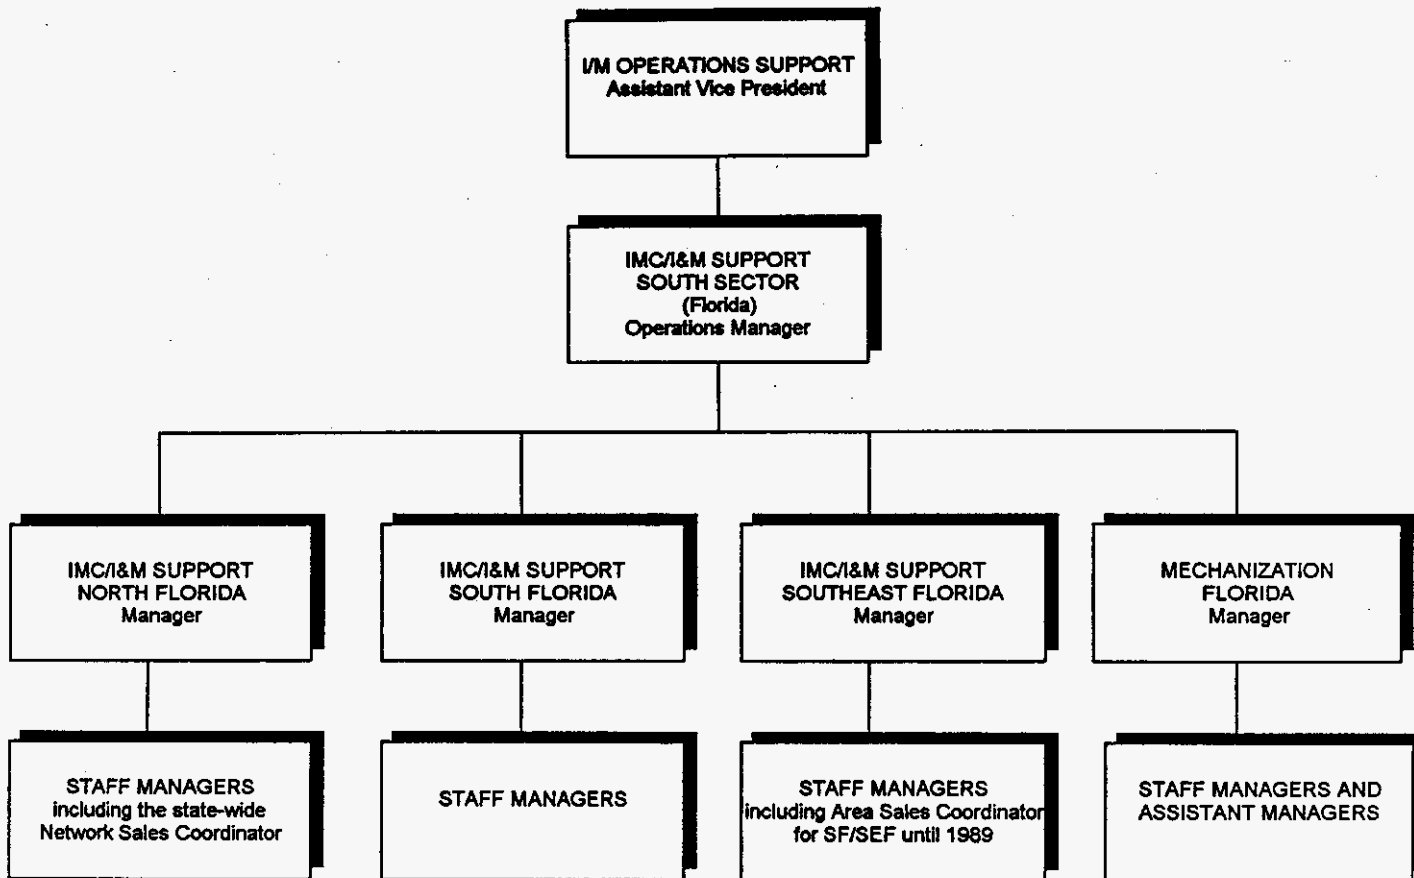 I/M OPERATIONS SUPPORT
Assistant Vice President
IMC/I&M SUPPORT
SOUTH SECTOR
(Florida)
Operations Manager
IMC/I&M SUPPORT
NORTH FLORIDA
Manager
IMC/I&M SUPPORT
SOUTH FLORIDA
Manager
IMC/I&M SUPPORT
SOUTHEAST FLORIDA
Manager
MECHANIZATION
FLORIDA
Manager
STAFF MANAGERS
including the state-wide
Network Sales Coordinator
STAFF MANAGERS
STAFF MANAGERS
including Area Sales Coordinator
for SF/SEF until 1989
STAFF MANAGERS AND
ASSISTANT MANAGERS